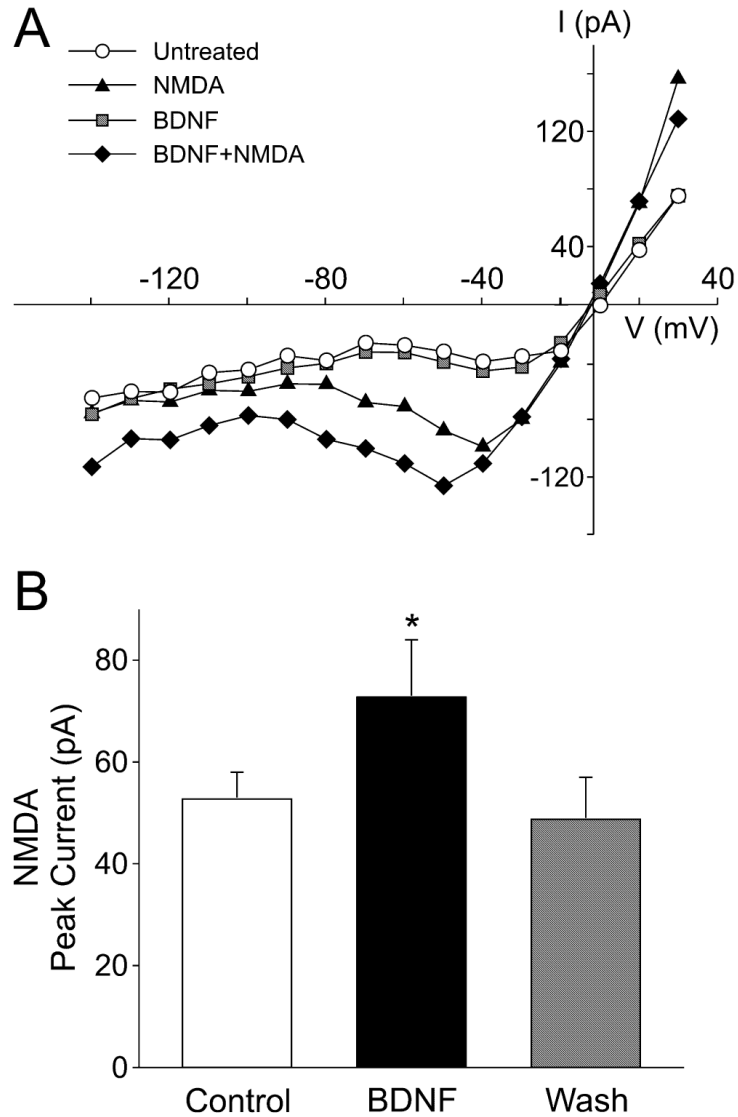 A
I (pA)
Untreated
NMDA
BDNF
BDNF+NMDA
120
40
-120 -80 -40 40
V (mV)
-120
B
NMDA
Peak Current (pA)
80
60
40
20
0
*
Control BDNF Wash